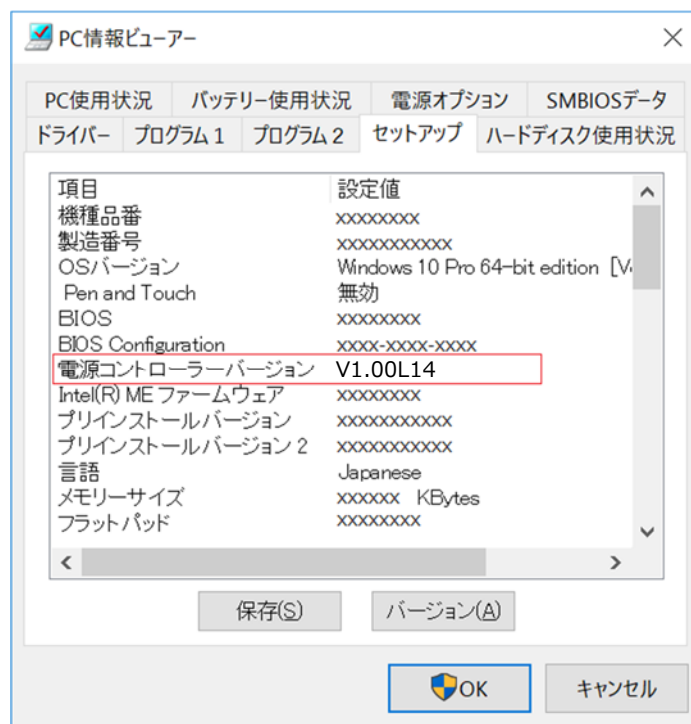 PC情報ビューアー
PC使用状況 バッテリー使用状況 電源オプション SMBIOSデータ
ドライバー プログラム1 プログラム2 セットアップ ハードディスク使用状況
項目 設定値
機種品番 xxxxxxxx
製造番号 xxxxxxxxxxx
OSバージョン Windows 10 Pro 64-bit edition [V
Pen and Touch 無効
BIOS xxxxxxxx
BIOS Configuration xxxx-xxxx-xxxx
電源コントローラーバージョン V1.00L14
Intel(R) ME ファームウェア xxxxxxxx
プリインストールバージョン xxxxxxxxxxx
プリインストールバージョン 2 xxxxxxxxxxx
言語 Japanese
メモリーサイズ xxxxxx KBytes
フラットパッド xxxxxxxx
保存(S) バージョン(A)
OK キャンセル